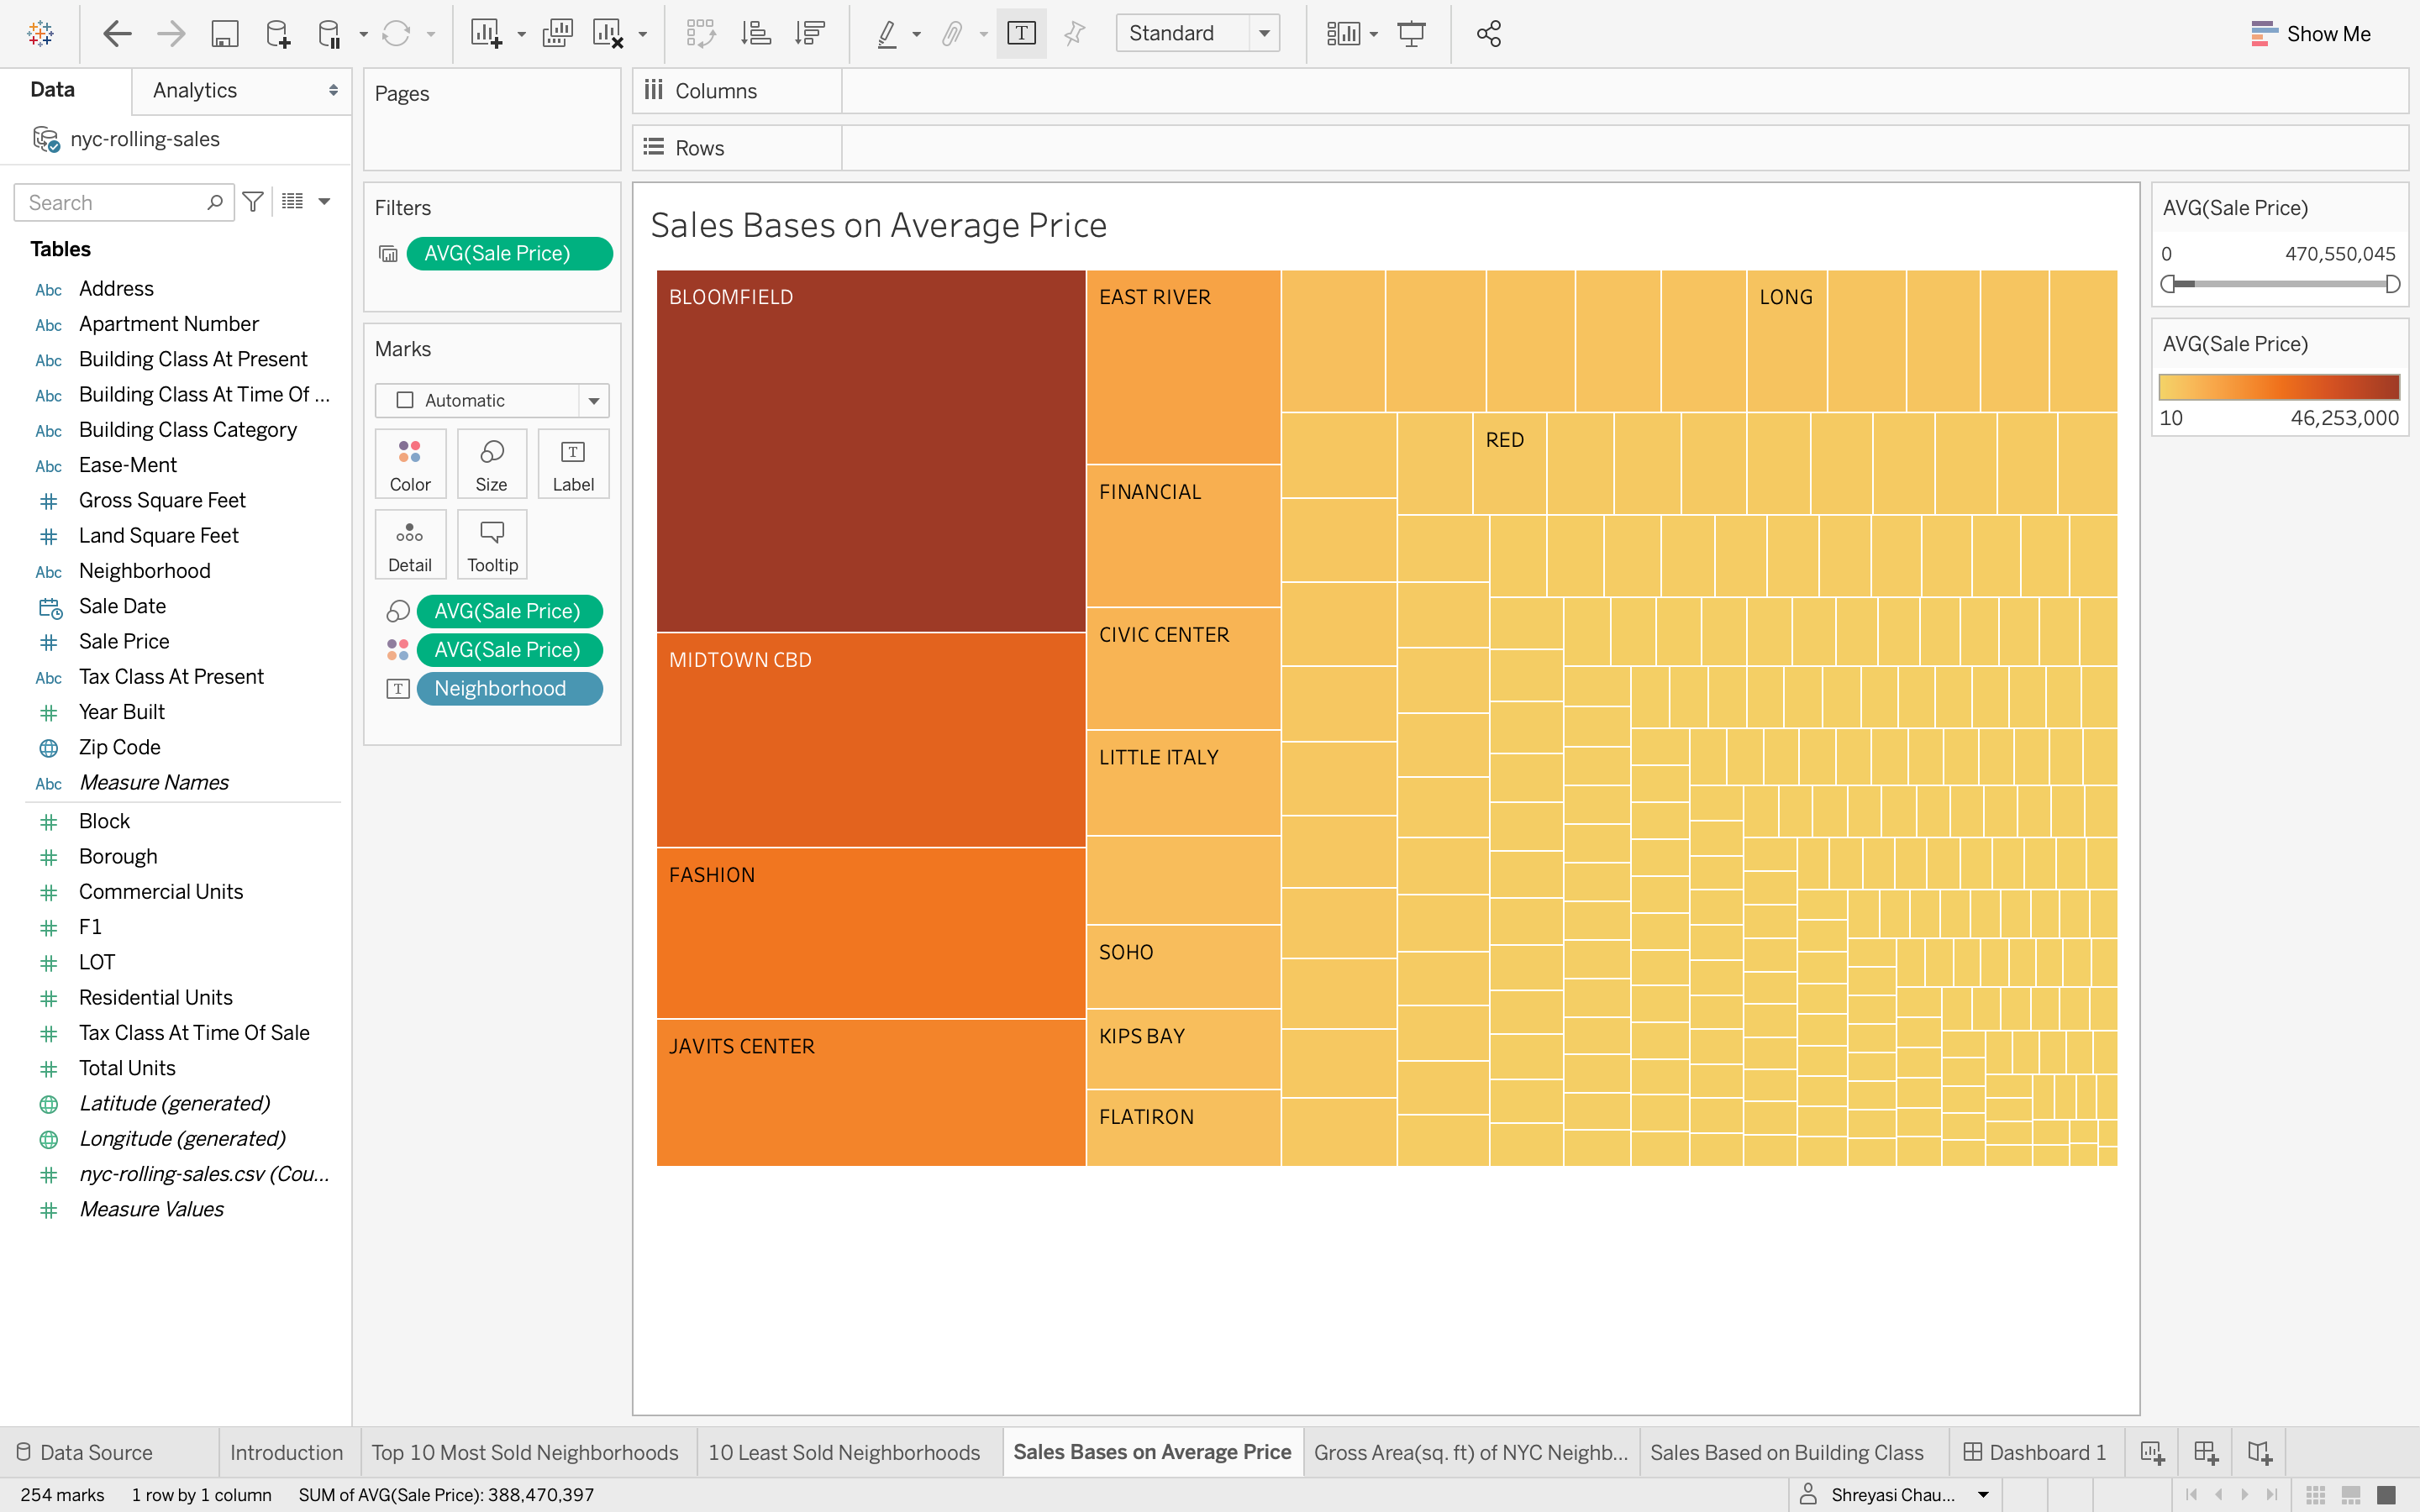 Standard
Show Me
Data
Analytics
nyc-rolling-sales
Search
Tables
Abc Address
Abc Apartment Number
Abc Building Class At Present
Abc Building Class At Time Of ...
Abc Building Class Category
Abc Ease-Ment
# Gross Square Feet
# Land Square Feet
Abc Neighborhood
Sale Date
# Sale Price
Abc Tax Class At Present
# Year Built
Zip Code
Abc Measure Names
# Block
# Borough
# Commercial Units
# F1
# LOT
# Residential Units
# Tax Class At Time Of Sale
# Total Units
Latitude (generated)
Longitude (generated)
# nyc-rolling-sales.csv (Cou...
# Measure Values
Pages
Filters
AVG(Sale Price)
Marks
Automatic
Color
Size
T
Label
Detail
Tooltip
AVG(Sale Price)
AVG(Sale Price)
T Neighborhood
Columns
Rows
Sales Bases on Average Price
BLOOMFIELD
MIDTOWN CBD
FASHION
JAVITS CENTER
EAST RIVER
FINANCIAL
CIVIC CENTER
LITTLE ITALY
SOHO
KIPS BAY
FLATIRON
LONG
RED
AVG(Sale Price)
0 470,550,045
AVG(Sale Price)
10 46,253,000
Data Source
Introduction
Top 10 Most Sold Neighborhoods
10 Least Sold Neighborhoods
Sales Bases on Average Price
Gross Area(sq. ft) of NYC Neighb...
Sales Based on Building Class
Dashboard 1
254 marks
1 row by 1 column
SUM of AVG(Sale Price): 388,470,397
Shreyasi Chau...